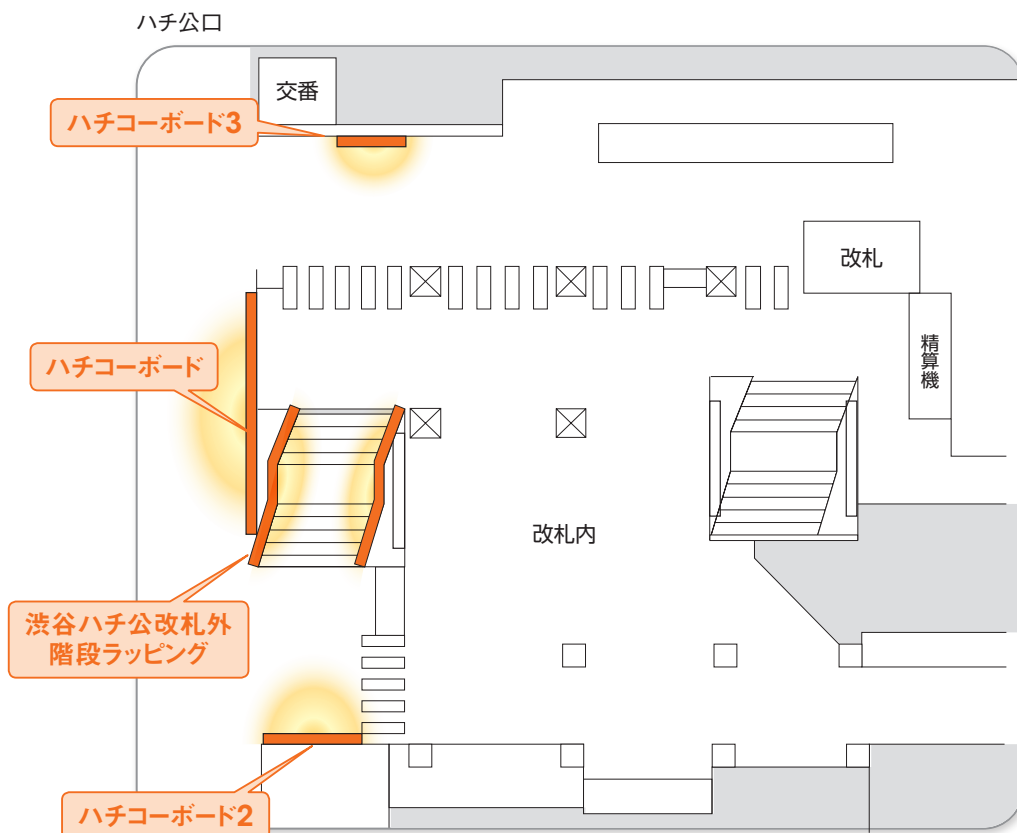 ハチ公口
交番
ハチコーボード3
改札
精算機
ハチコーボード
改札内
渋谷ハチ公改札外
階段ラッピング
ハチコーボード2